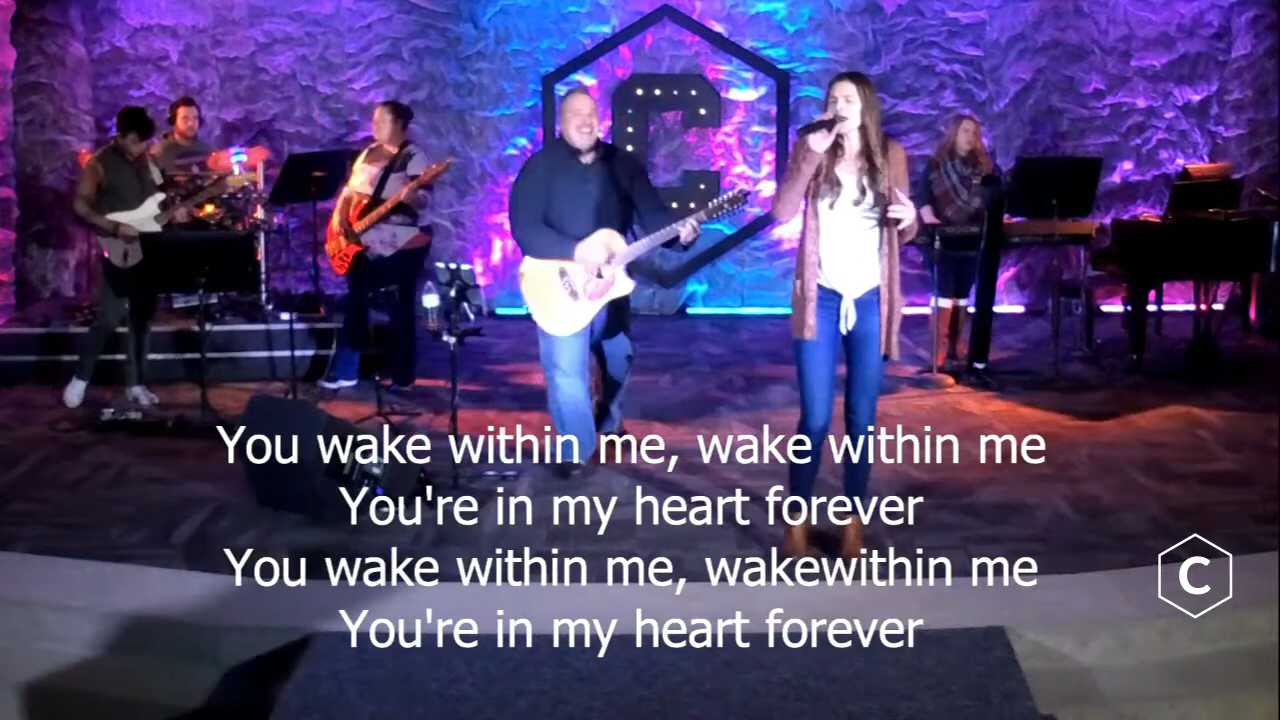 C
You wake within me, wake within me
You're in my heart forever
You wake within me, wakewithin me
You're in my heart forever
C